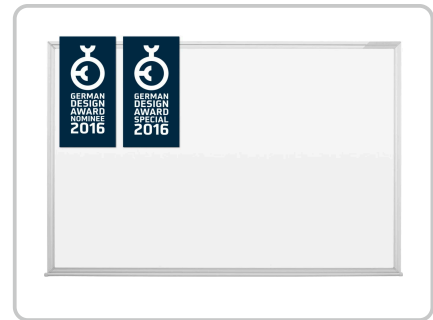 GERMAN
DESIGN
AWARD
NOMINEE
2016
GERMAN
DESIGN
AWARD
SPECIAL
2016